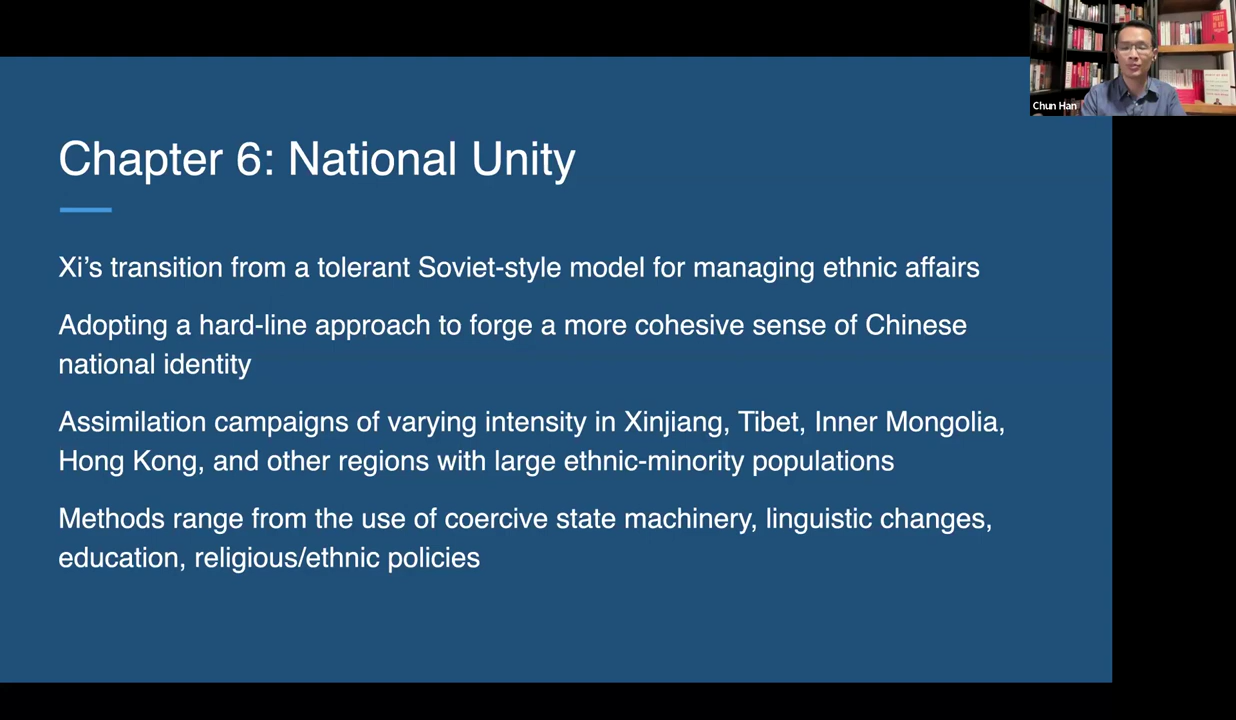 Chun Han
Chapter 6: National Unity
Xi’s transition from a tolerant Soviet-style model for managing ethnic affairs
Adopting a hard-line approach to forge a more cohesive sense of Chinese
national identity
Assimilation campaigns of varying intensity in Xinjiang, Tibet, Inner Mongolia,
Hong Kong, and other regions with large ethnic-minority populations
Methods range from the use of coercive state machinery, linguistic changes,
education, religious/ethnic policies